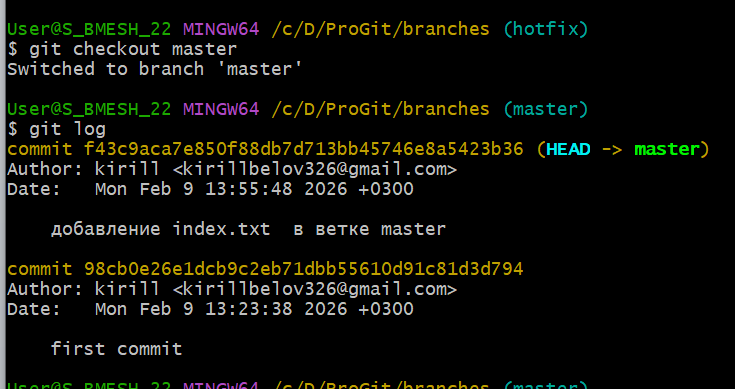 User@S_BMESH_22 MINGW64 /c/D/ProGit/branches (hotfix)
$ git checkout master
Switched to branch 'master'
User@S_BMESH_22 MINGW64 /c/D/ProGit/branches (master)
$ git log
commit f43c9aca7e850f88db7d713bb45746e8a5423b36 (HEAD -> master)
Author: kirill <kirillbelov326@gmail.com>
Date:   Mon Feb 9 13:55:48 2026 +0300
добавление index.txt  в ветке master
commit 98cb0e26e1dcb9c2eb71dbb55610d91c81d3d794
Author: kirill <kirillbelov326@gmail.com>
Date:   Mon Feb 9 13:23:38 2026 +0300
first commit
User@S_BMESH_22 MINGW64 /c/D/ProGit/branches (master)